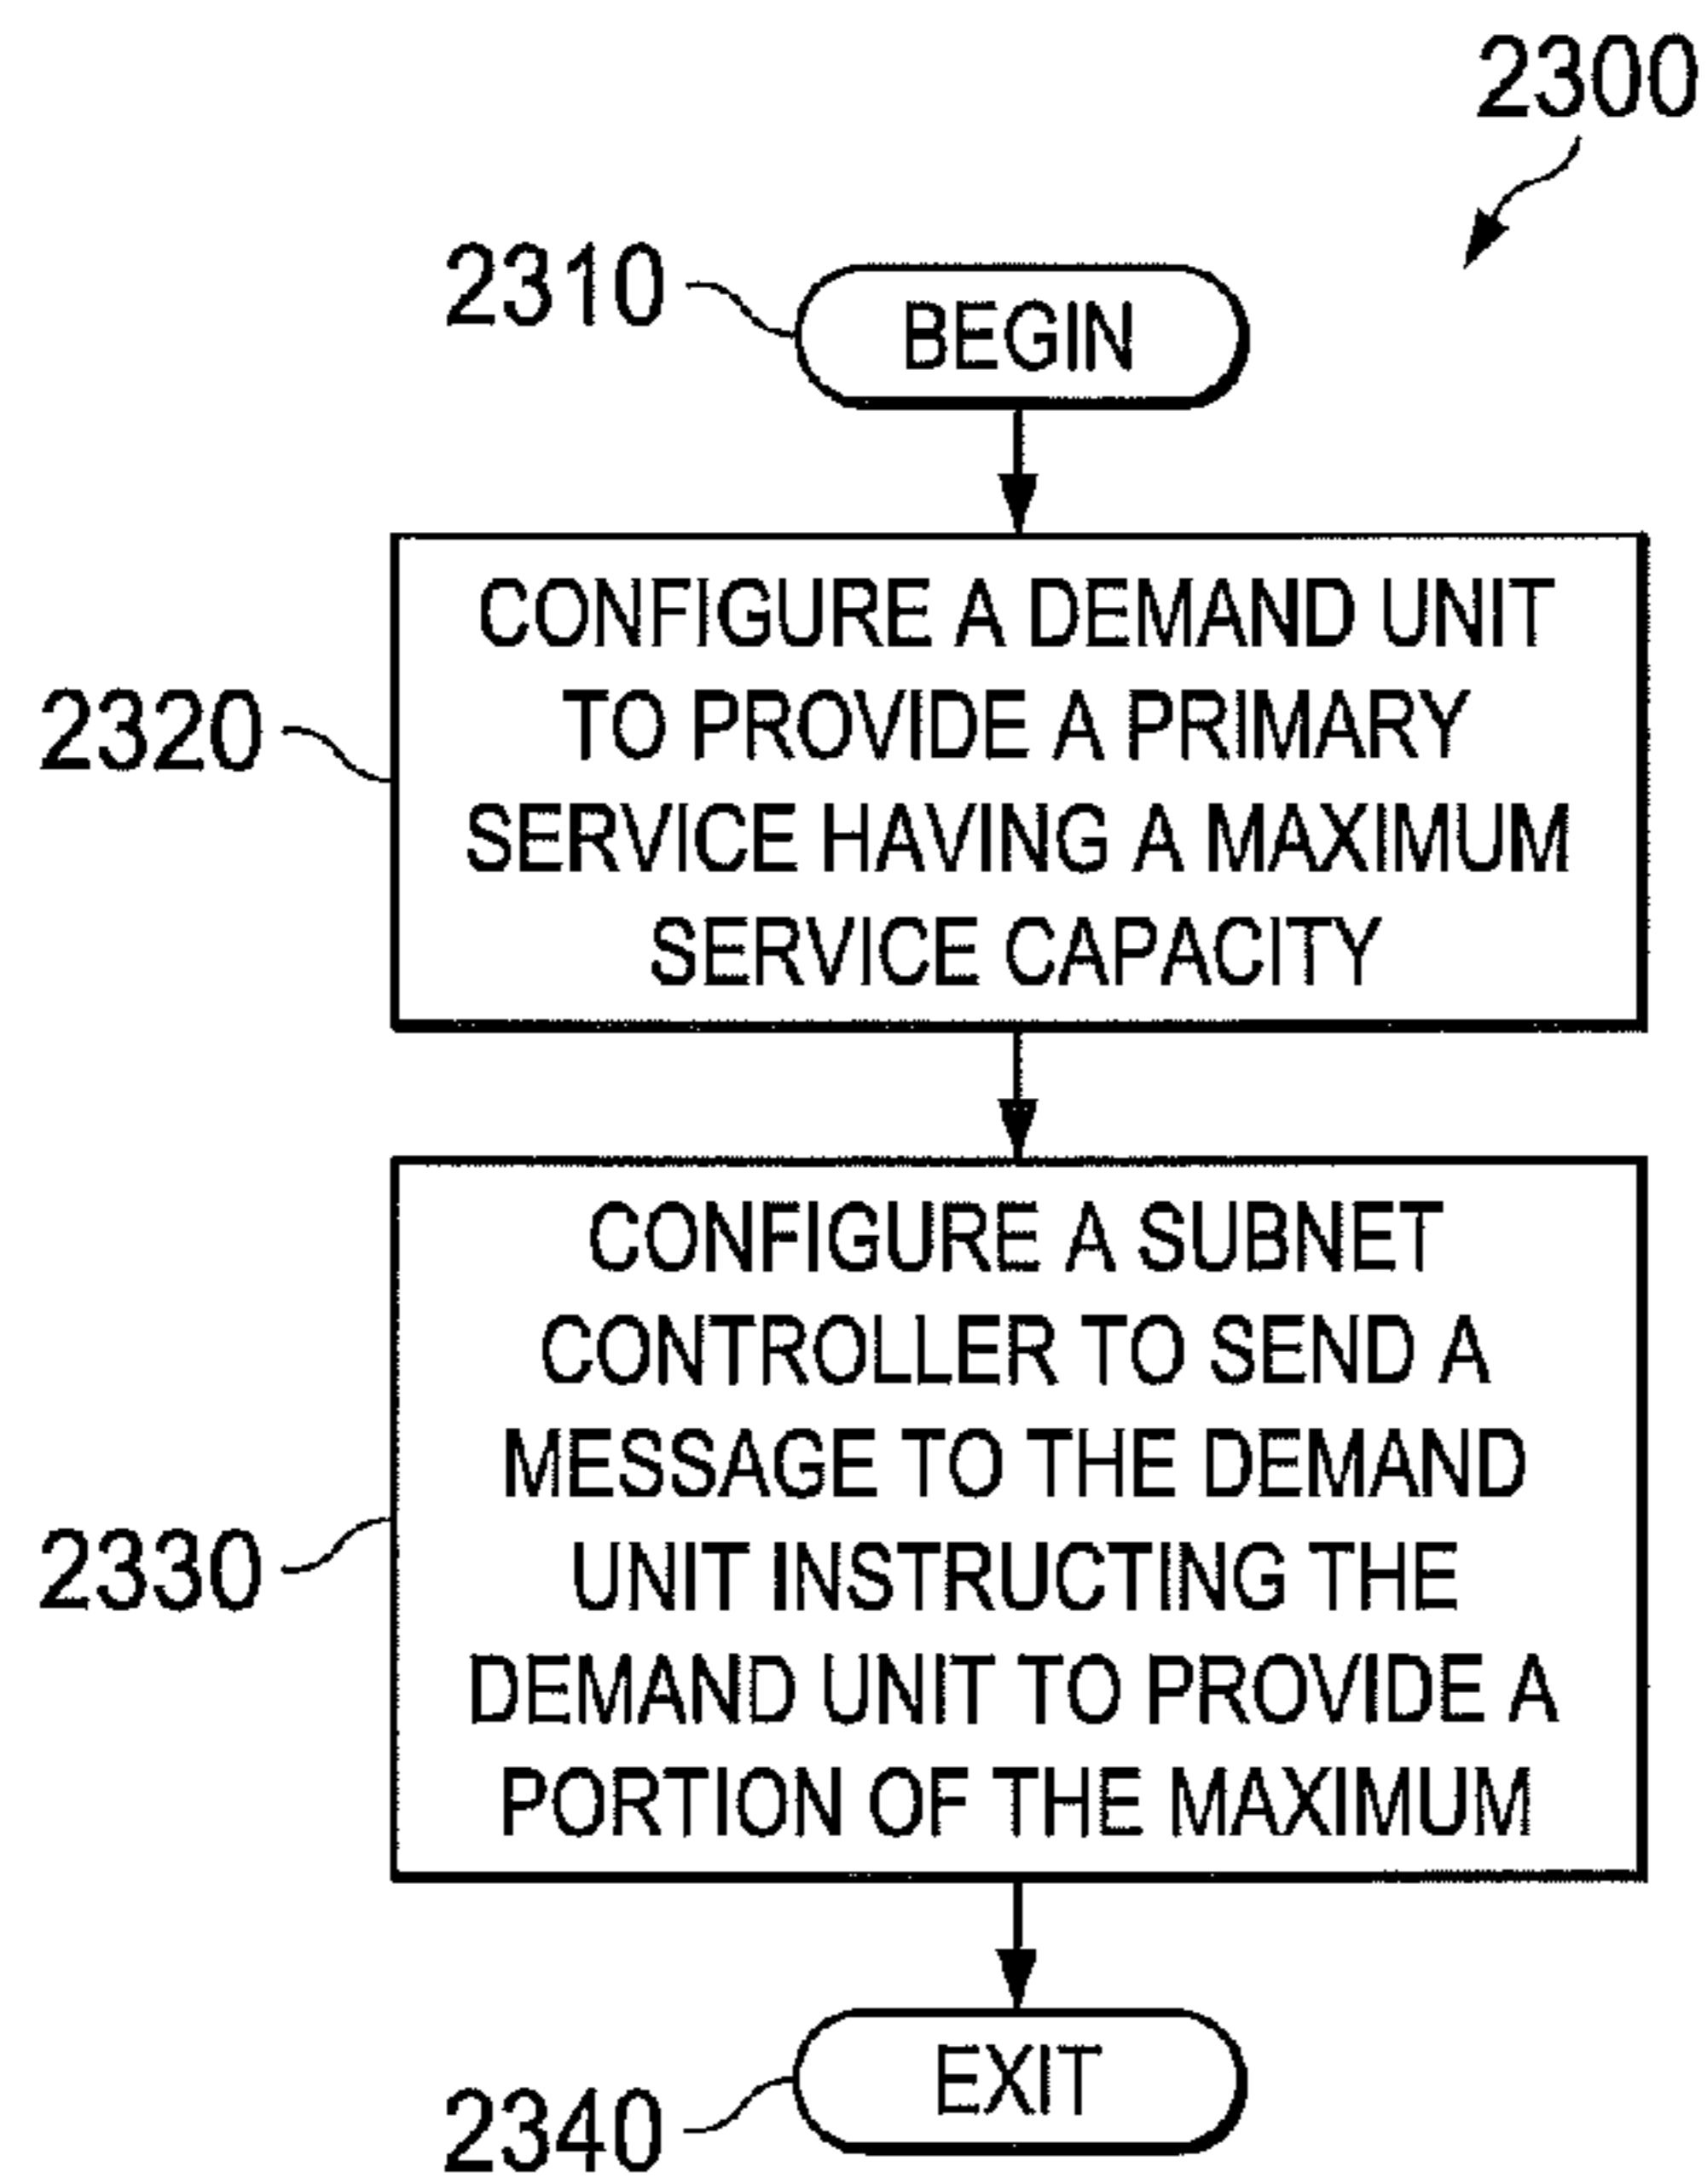 2300
2310
BEGIN
CONFIGURE A DEMAND UNIT
TO PROVIDE A PRIMARY
SERVICE HAVING A MAXIMUM
SERVICE CAPACITY
2320
CONFIGURE A SUBNET
CONTROLLER TO SEND A
MESSAGE TO THE DEMAND
UNIT INSTRUCTING THE
DEMAND UNIT TO PROVIDE A
PORTION OF THE MAXIMUM
2330
EXIT
2340